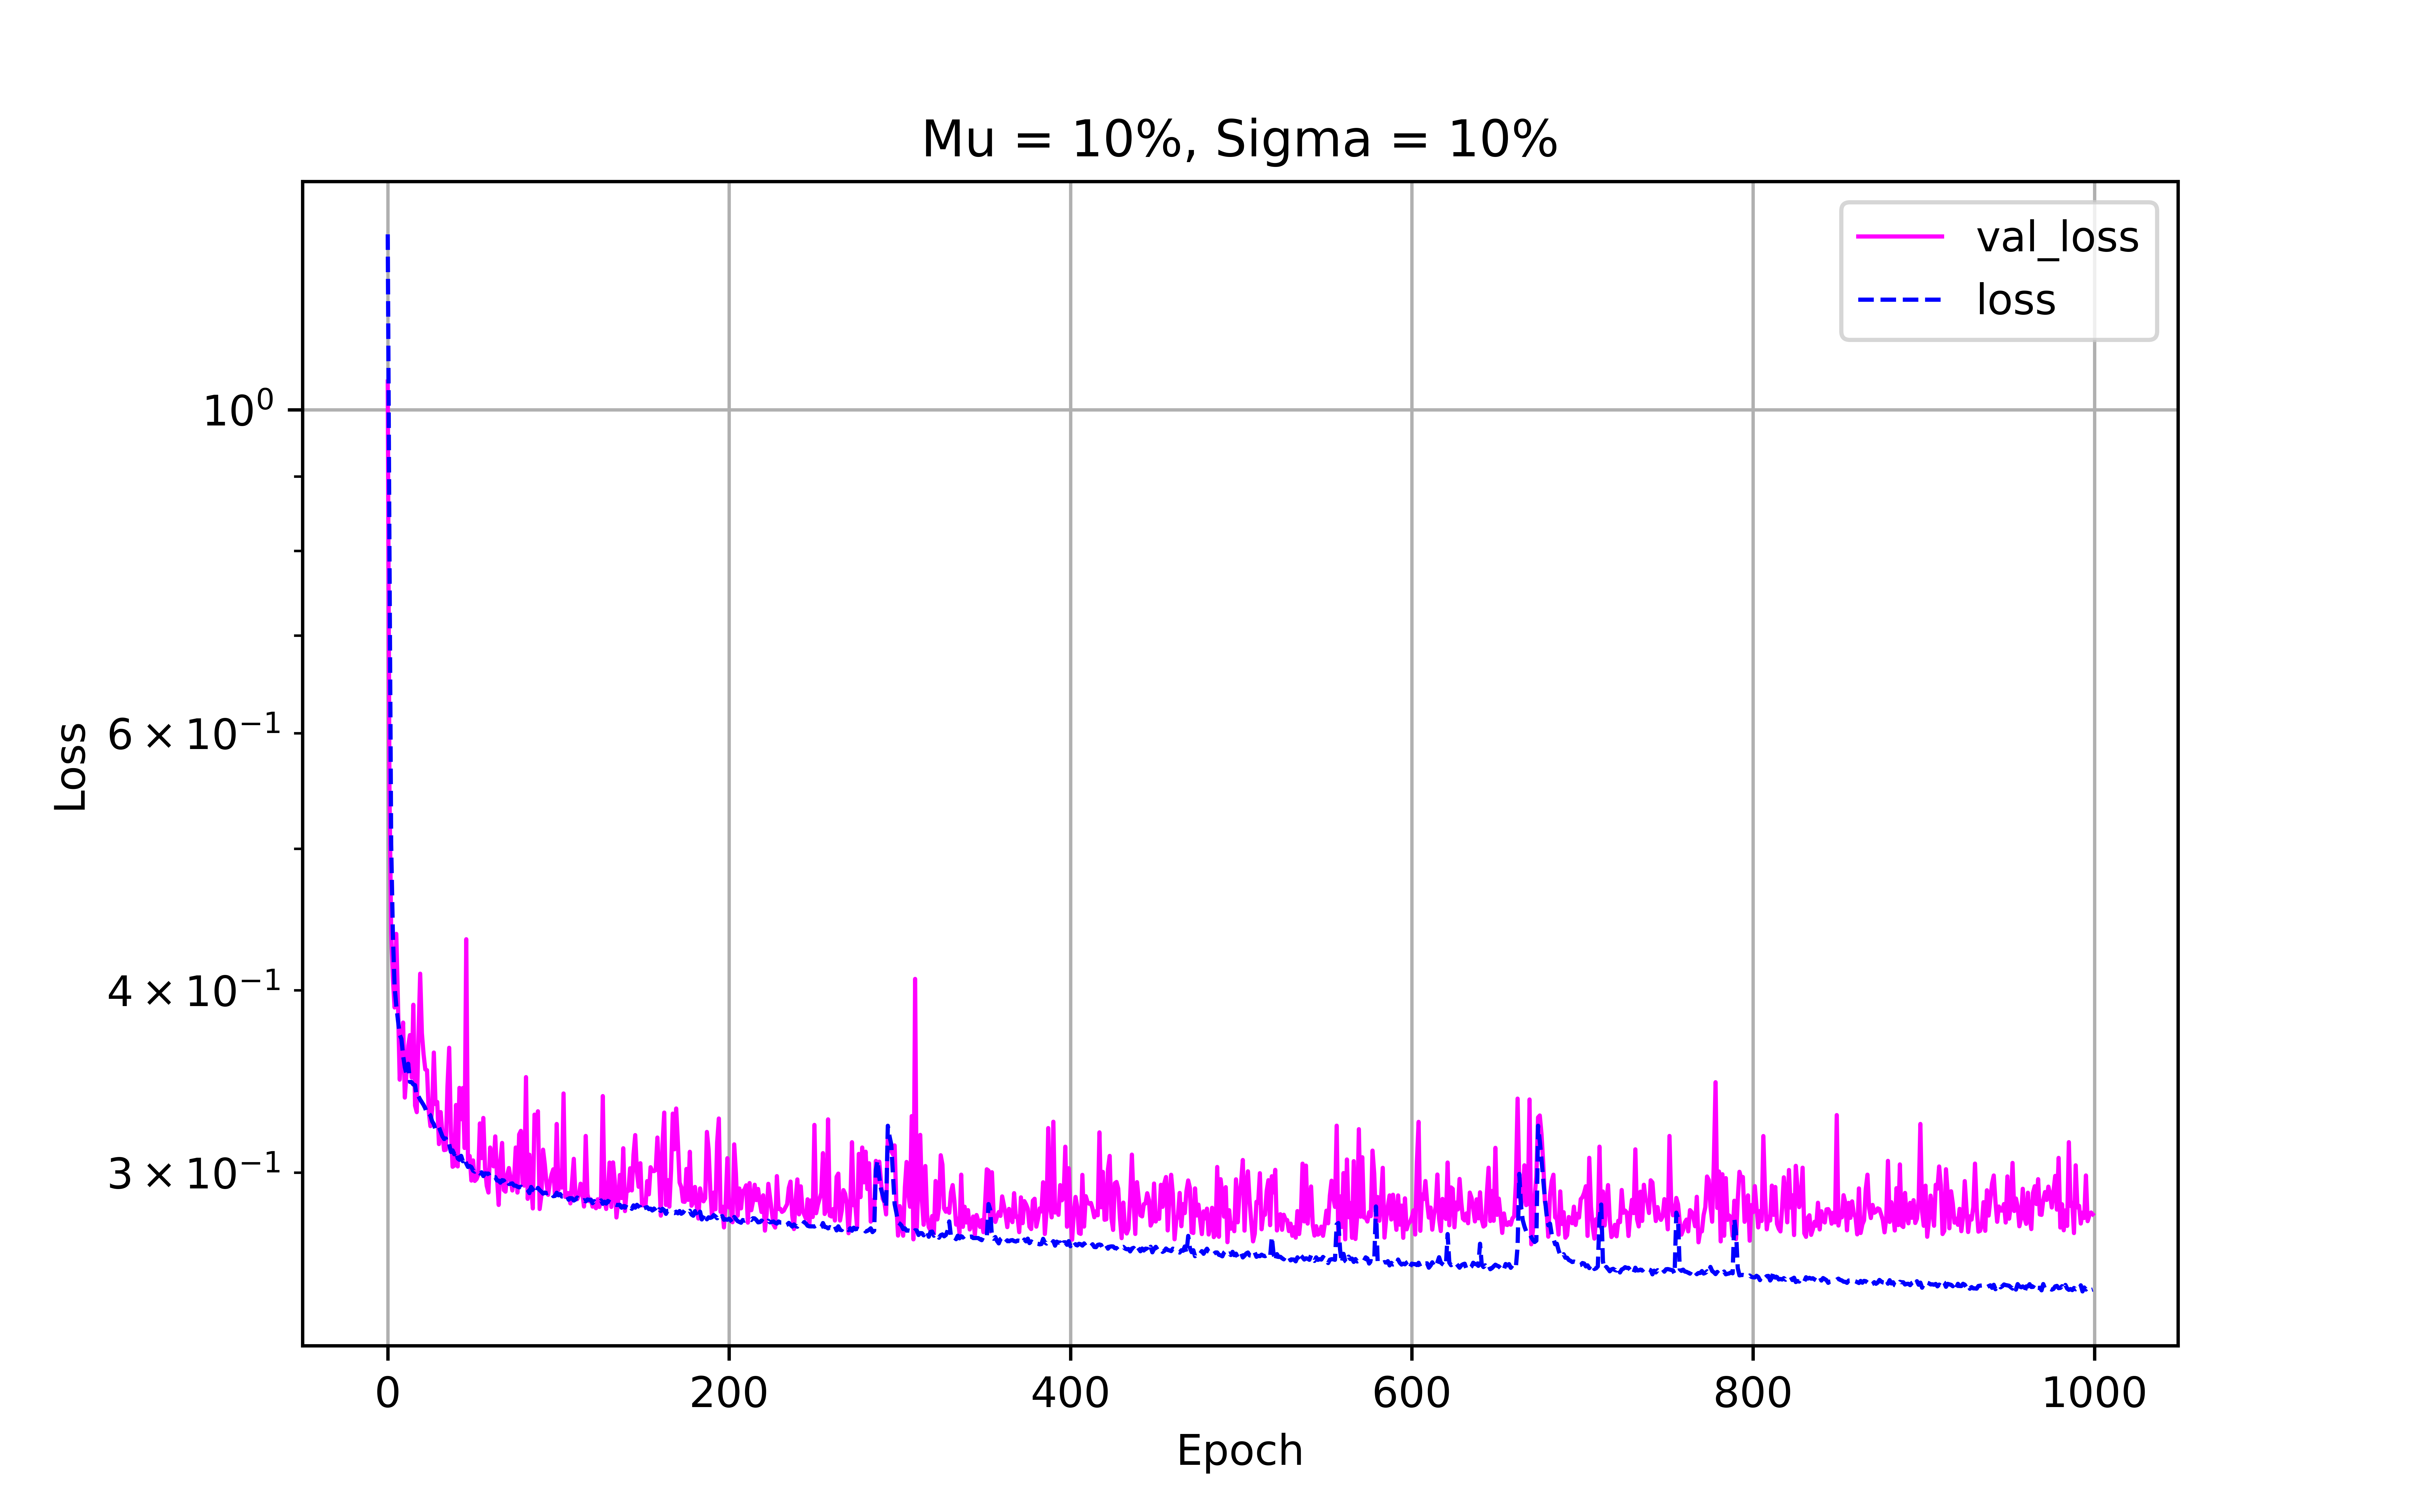 Mu = 10%, Sigma = 10%
val_loss
loss
10⁰
6 × 10⁻¹
4 × 10⁻¹
3 × 10⁻¹
Loss
0 200 400 600 800 1000
Epoch